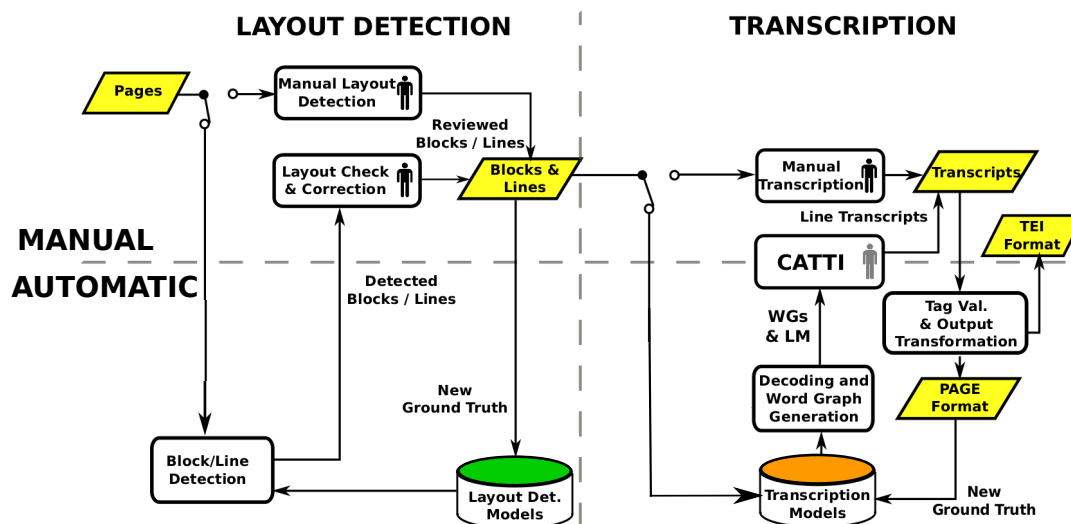 LAYOUT DETECTION
TRANSCRIPTION
Pages
Manual Layout
Detection
Reviewed
Blocks / Lines
Layout Check
& Correction
Blocks &
Lines
Manual
Transcription
Transcripts
Line Transcripts
TEI
Format
MANUAL
AUTOMATIC
CATTI
Detected
Blocks / Lines
WGs
& LM
Tag Val.
& Output
Transformation
New
Ground Truth
Decoding and
Word Graph
Generation
PAGE
Format
Block/Line
Detection
Layout Det.
Models
Transcription
Models
New
Ground Truth